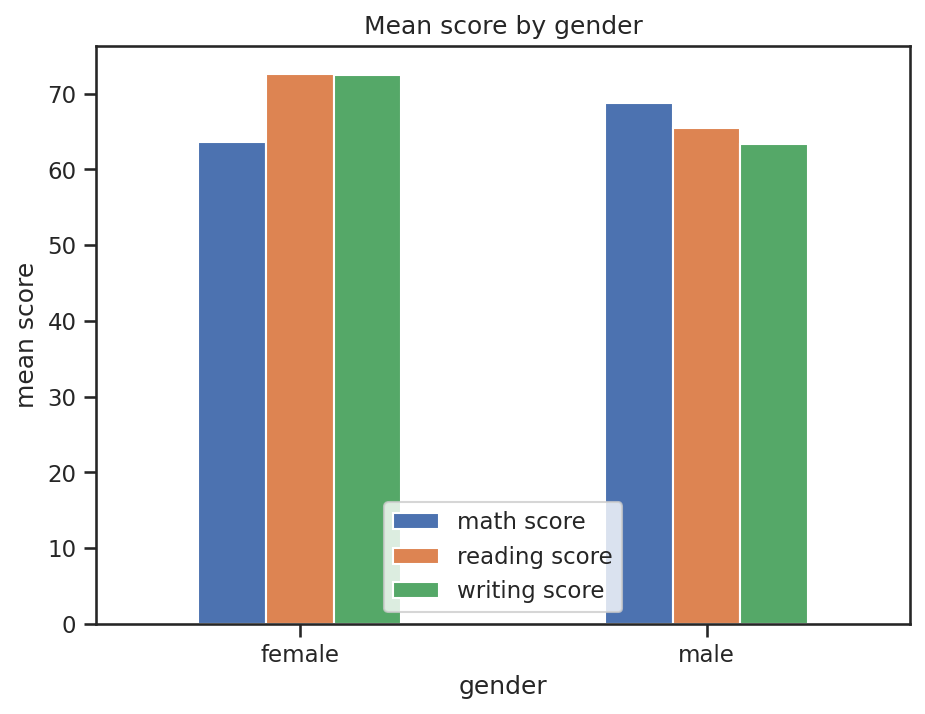 Mean score by gender
mean score
70
60
50
40
30
20
10
0
math score
reading score
writing score
female
male
gender